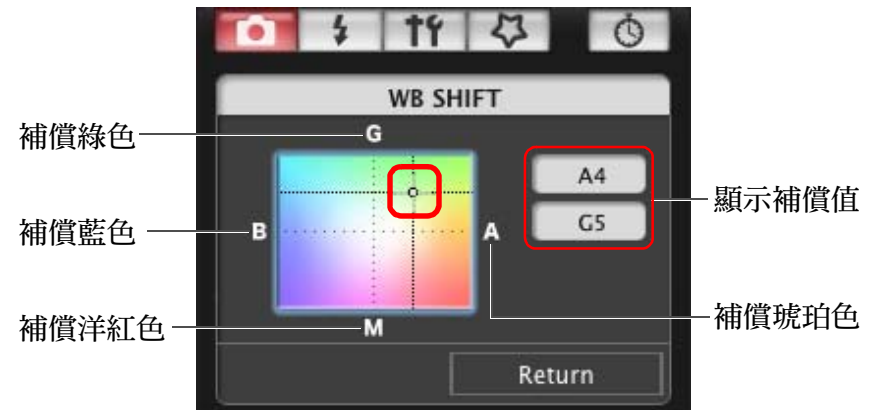 WB SHIFT
補償綠色
G
A4
顯示補償值
補償藍色
B
A
G5
補償洋紅色
M
補償琥珀色
Return